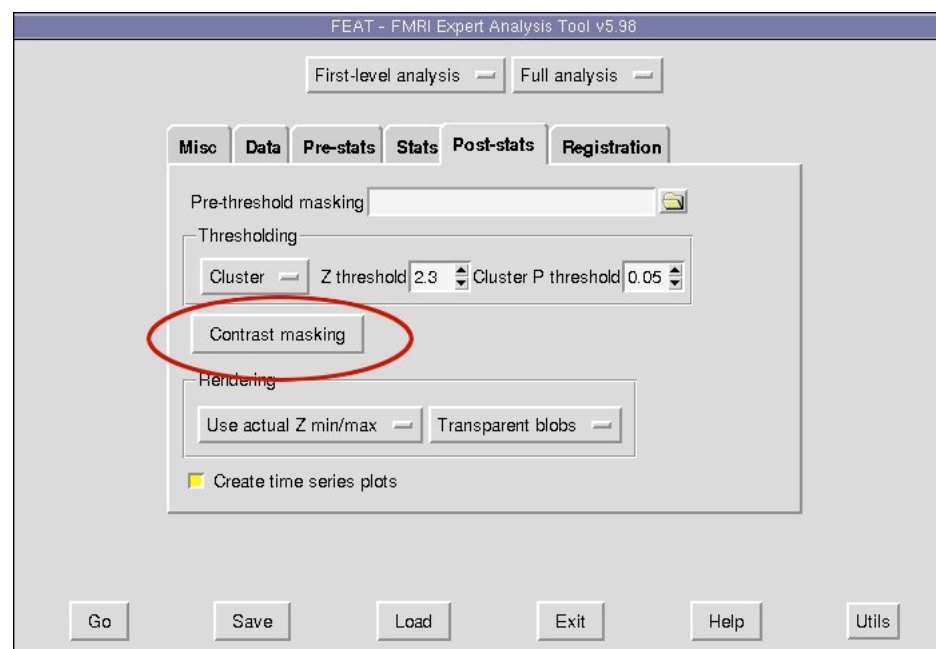 FEAT - FMRI Expert Analysis Tool v5.98
First-level analysis Full analysis
Misc Data Pre-stats Stats Post-stats Registration
Pre-threshold masking
Thresholding
Cluster Z threshold 2.3 Cluster P threshold 0.05
Contrast masking
Rendering
Use actual Z min/max Transparent blobs
Create time series plots
Go Save Load Exit Help Utils